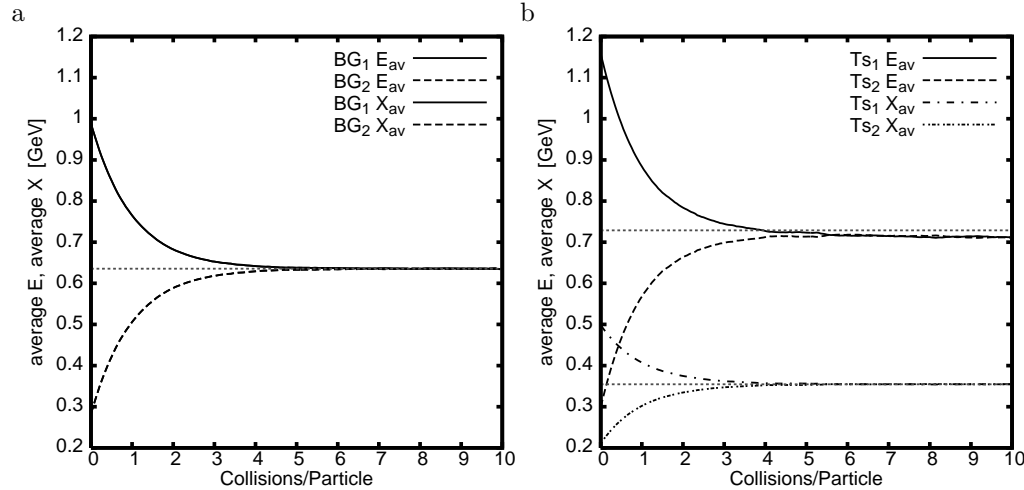 a
average E, average X [GeV]
1.2
1.1
1
0.9
0.8
0.7
0.6
0.5
0.4
0.3
0.2
BG1 Eav
BG2 Eav
BG1 Xav
BG2 Xav
0 1 2 3 4 5 6 7 8 9 10
Collisions/Particle
b
average E, average X [GeV]
1.2
1.1
1
0.9
0.8
0.7
0.6
0.5
0.4
0.3
0.2
Ts1 Eav
Ts2 Eav
Ts1 Xav
Ts2 Xav
0 1 2 3 4 5 6 7 8 9 10
Collisions/Particle